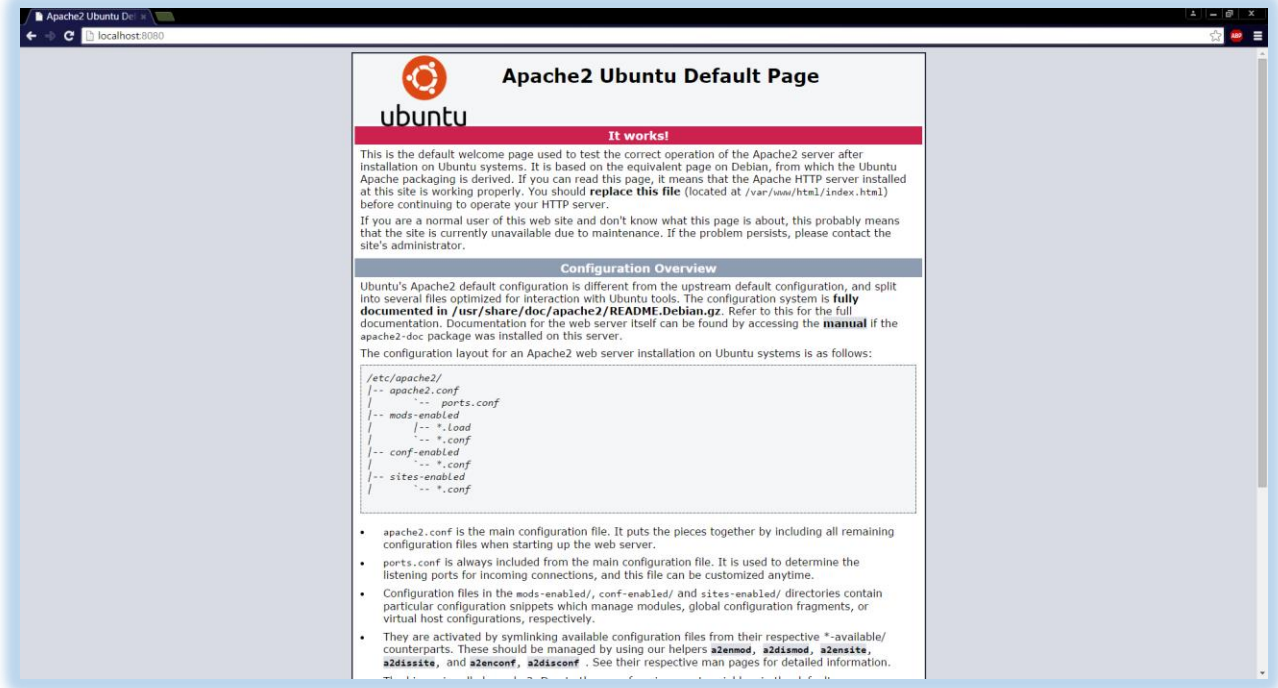 Apache2 Ubuntu De
localhost:8080
ABP
ubuntu
Apache2 Ubuntu Default Page
It works!
This is the default welcome page used to test the correct operation of the Apache2 server after
installation on Ubuntu systems. It is based on the equivalent page on Debian, from which the Ubuntu
Apache packaging is derived. If you can read this page, it means that the Apache HTTP server installed
at this site is working properly. You should replace this file (located at /var/www/html/index.html)
before continuing to operate your HTTP server.
If you are a normal user of this web site and don't know what this page is about, this probably means
that the site is currently unavailable due to maintenance. If the problem persists, please contact the
site's administrator.
Configuration Overview
Ubuntu's Apache2 default configuration is different from the upstream default configuration, and split
into several files optimized for interaction with Ubuntu tools. The configuration system is fully
documented in /usr/share/doc/apache2/README.Debian.gz. Refer to this for the full
documentation. Documentation for the web server itself can be found by accessing the manual if the
apache2-doc package was installed on this server.
The configuration layout for an Apache2 web server installation on Ubuntu systems is as follows:
/etc/apache2/
|-- apache2.conf
|       `--  ports.conf
|-- mods-enabled
|       |-- *.load
|       `-- *.conf
|-- conf-enabled
|       `-- *.conf
|-- sites-enabled
|       `-- *.conf
• apache2.conf is the main configuration file. It puts the pieces together by including all remaining
configuration files when starting up the web server.
• ports.conf is always included from the main configuration file. It is used to determine the
listening ports for incoming connections, and this file can be customized anytime.
• Configuration files in the mods-enabled/, conf-enabled/ and sites-enabled/ directories contain
particular configuration snippets which manage modules, global configuration fragments, or
virtual host configurations, respectively.
• They are activated by symlinking available configuration files from their respective *-available/
counterparts. These should be managed by using our helpers a2enmod, a2dismod, a2ensite,
a2dissite, and a2enconf, a2disconf . See their respective man pages for detailed information.